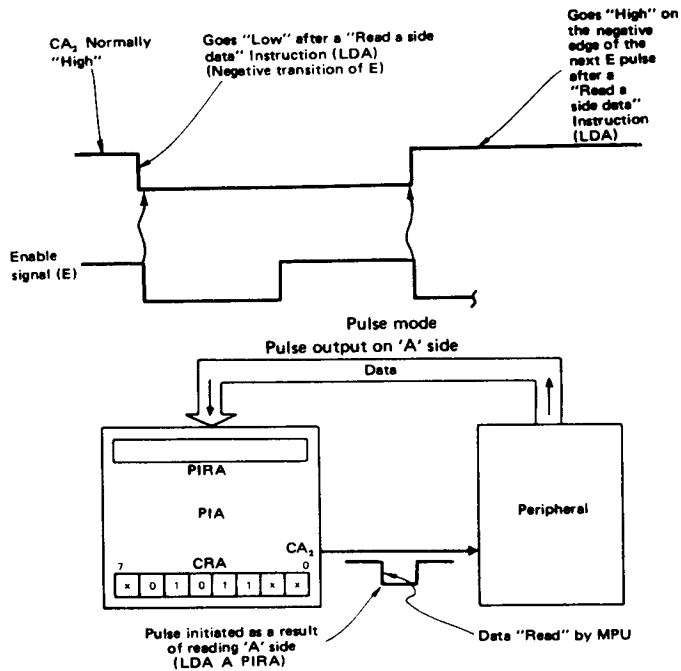 CA₂ Normally
"High"
Goes "Low" after a "Read a side
data" Instruction (LDA)
(Negative transition of E)
Goes "High" on
the negative
edge of the
next E pulse
after a
"Read a
side data"
Instruction
(LDA)
Enable
signal (E)
Pulse mode
Pulse output on 'A' side
Data
PIRA
PIA
CRA
CA₂
7
0
x 0 1 0 1 1 x x
Peripheral
Pulse initiated as a result
of reading 'A' side
(LDA A PIRA)
Data "Read" by MPU